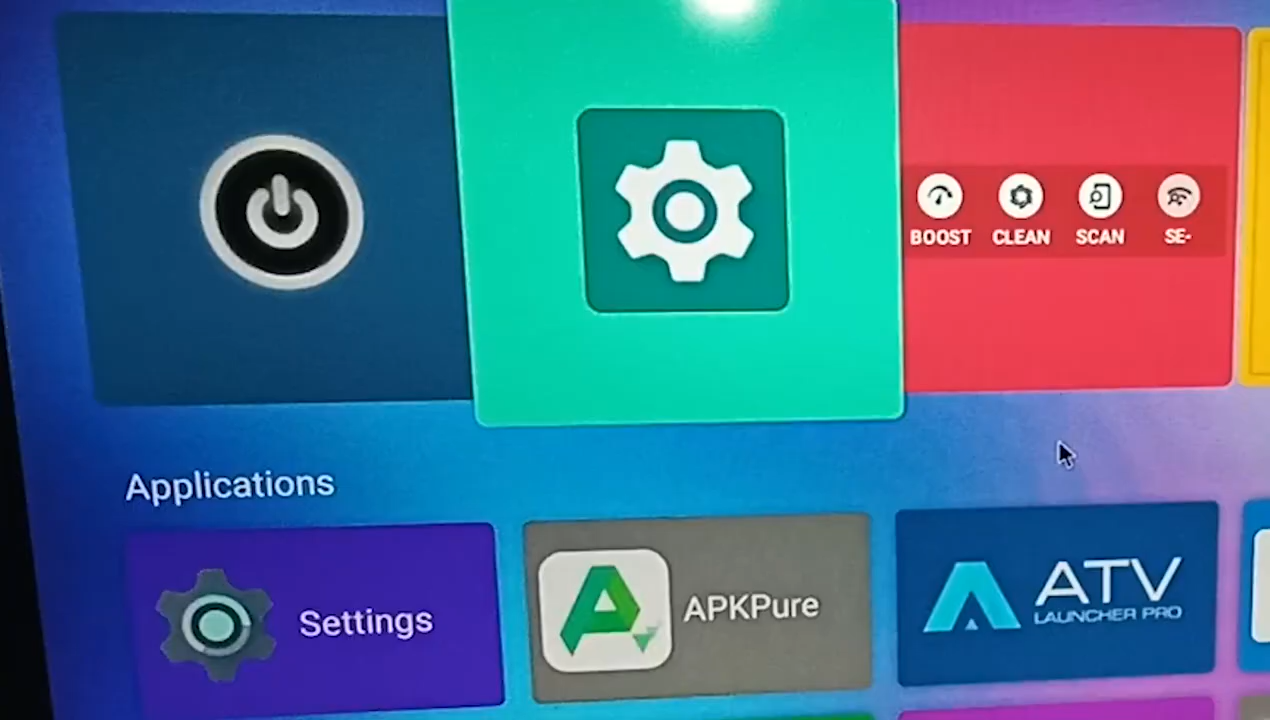 BOOST CLEAN SCAN SE-
Applications
Settings
APKPure
ATV
LAUNCHER PRO